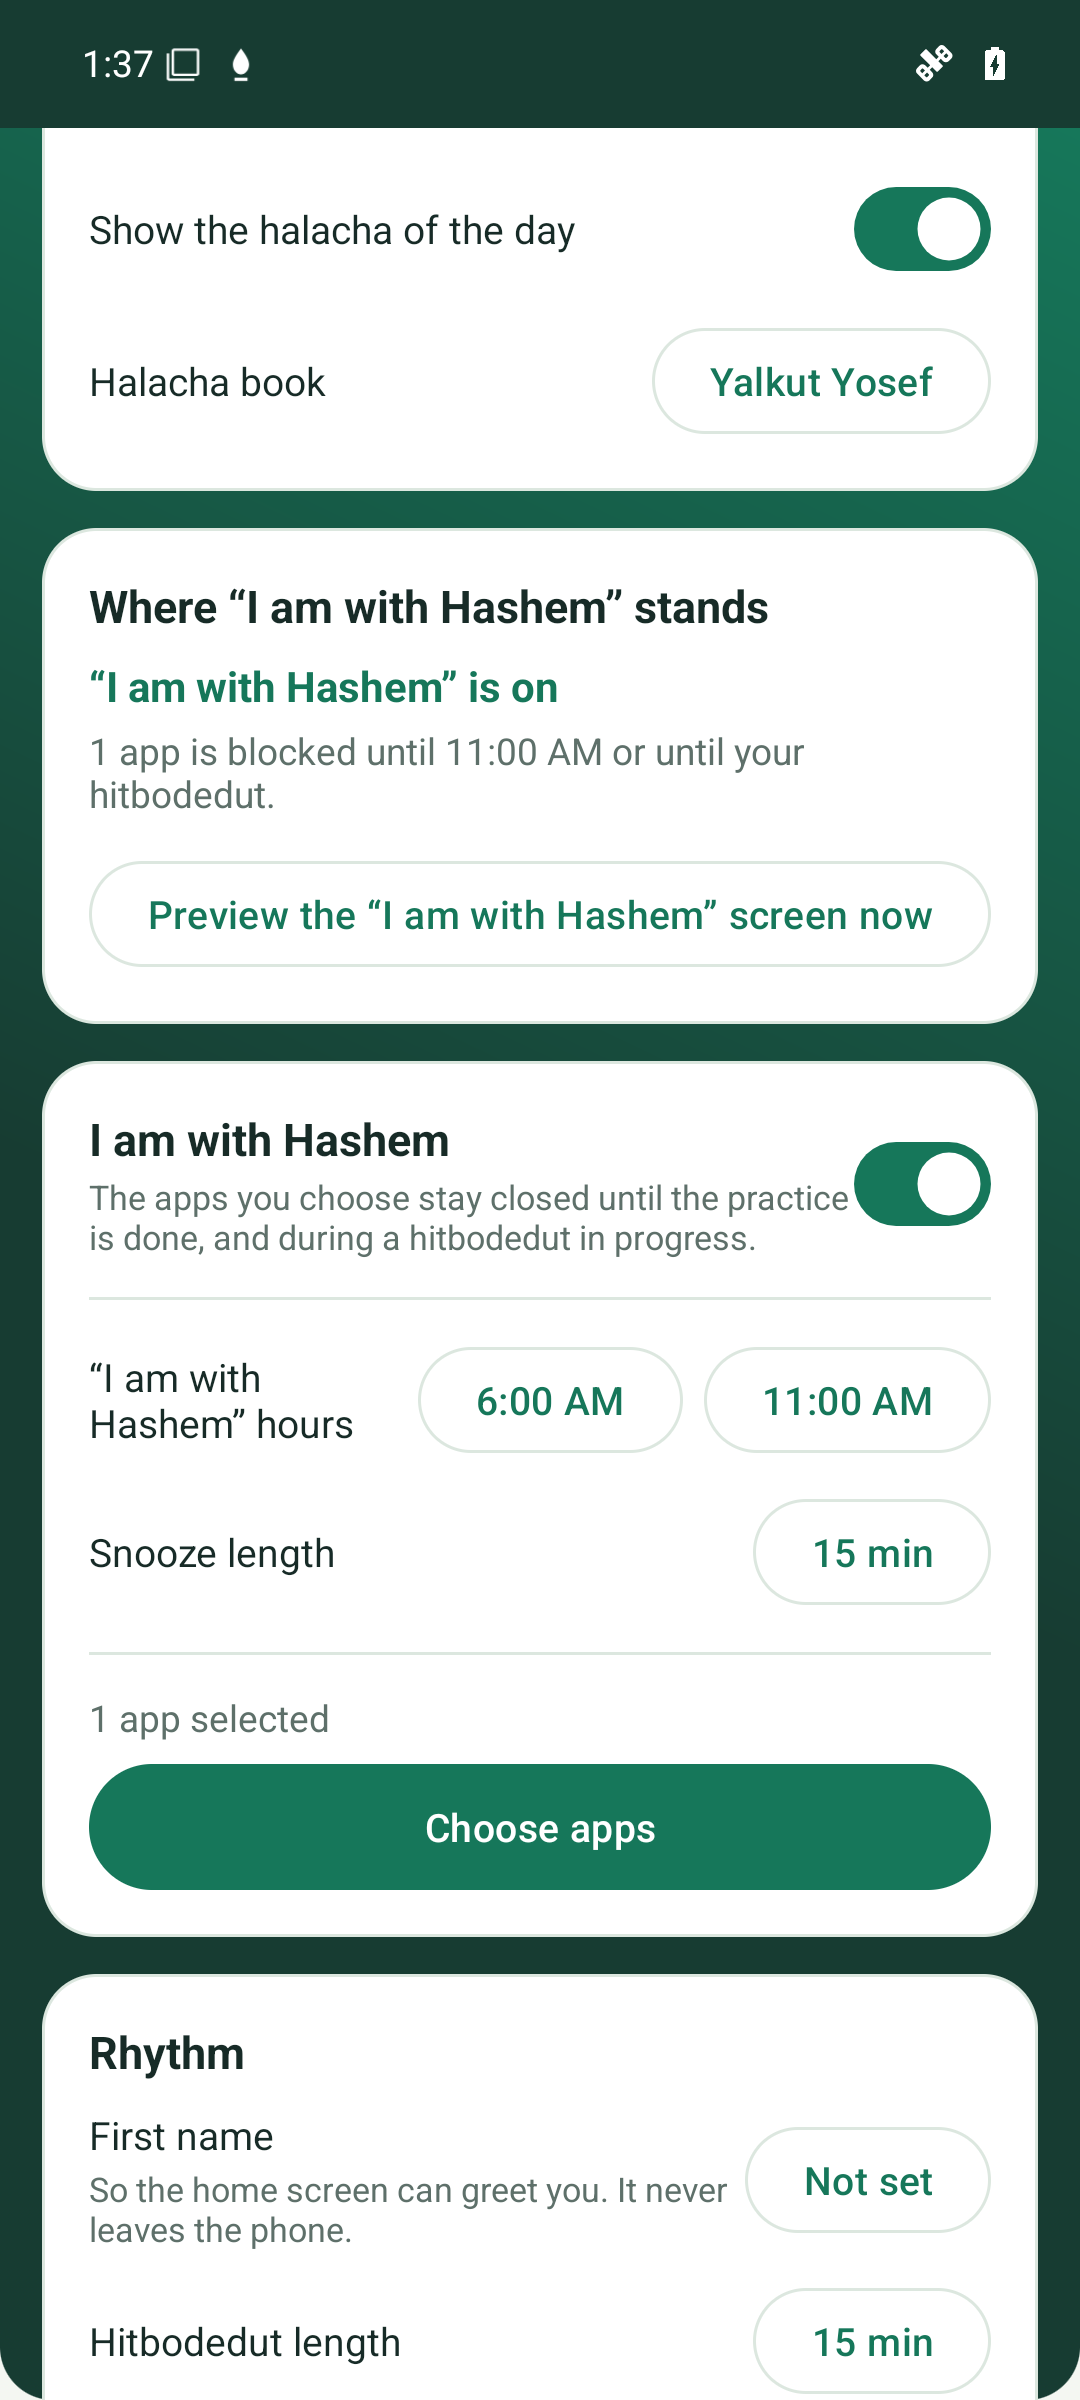 1:37
Show the halacha of the day
Halacha book
Yalkut Yosef
Where “I am with Hashem” stands
“I am with Hashem” is on
1 app is blocked until 11:00 AM or until your
hitbodedut.
Preview the “I am with Hashem” screen now
I am with Hashem
The apps you choose stay closed until the practice
is done, and during a hitbodedut in progress.
“I am with
Hashem” hours
6:00 AM
11:00 AM
Snooze length
15 min
1 app selected
Choose apps
Rhythm
First name
So the home screen can greet you. It never
leaves the phone.
Not set
Hitbodedut length
15 min